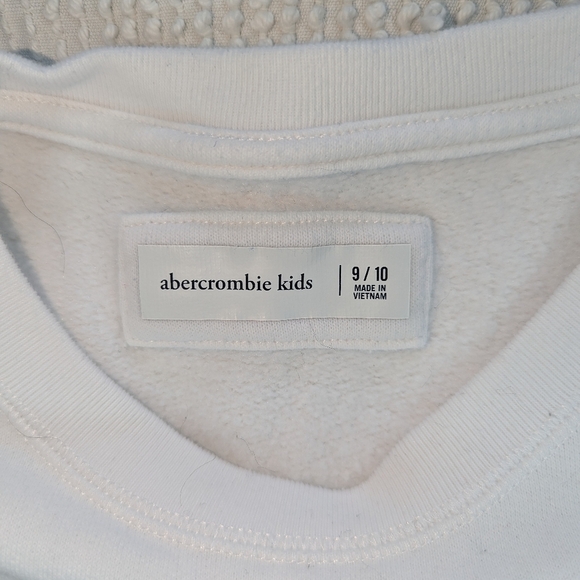 abercrombie kids
9 / 10
MADE IN
VIETNAM